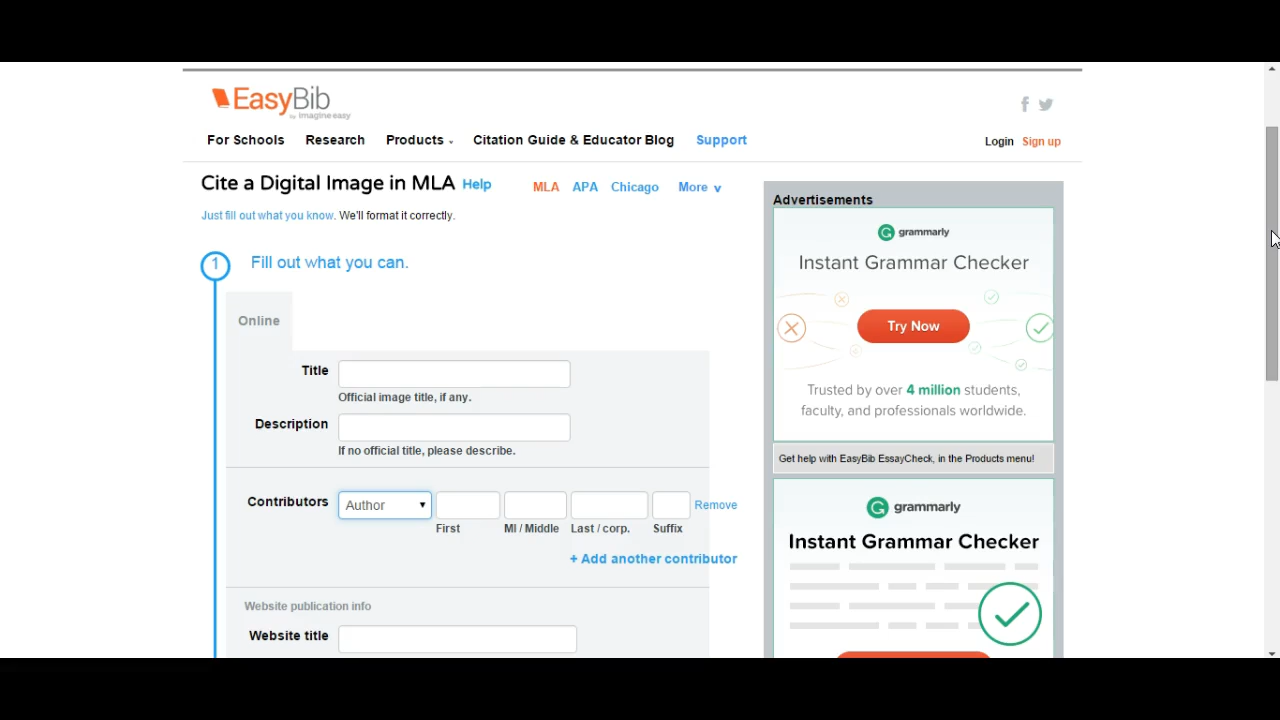 EasyBib
by imagine easy
For Schools Research Products Citation Guide & Educator Blog Support
Login Sign up
Cite a Digital Image in MLA Help
MLA APA Chicago More v
Just fill out what you know. We'll format it correctly.
1 Fill out what you can.
Online
Title
Official image title, if any.
Description
If no official title, please describe.
Contributors Author Remove
First MI / Middle Last / corp. Suffix
+ Add another contributor
Website publication info
Website title
Advertisements
grammarly
Instant Grammar Checker
Try Now
Trusted by over 4 million students,
faculty, and professionals worldwide.
Get help with EasyBib EssayCheck, in the Products menu!
grammarly
Instant Grammar Checker